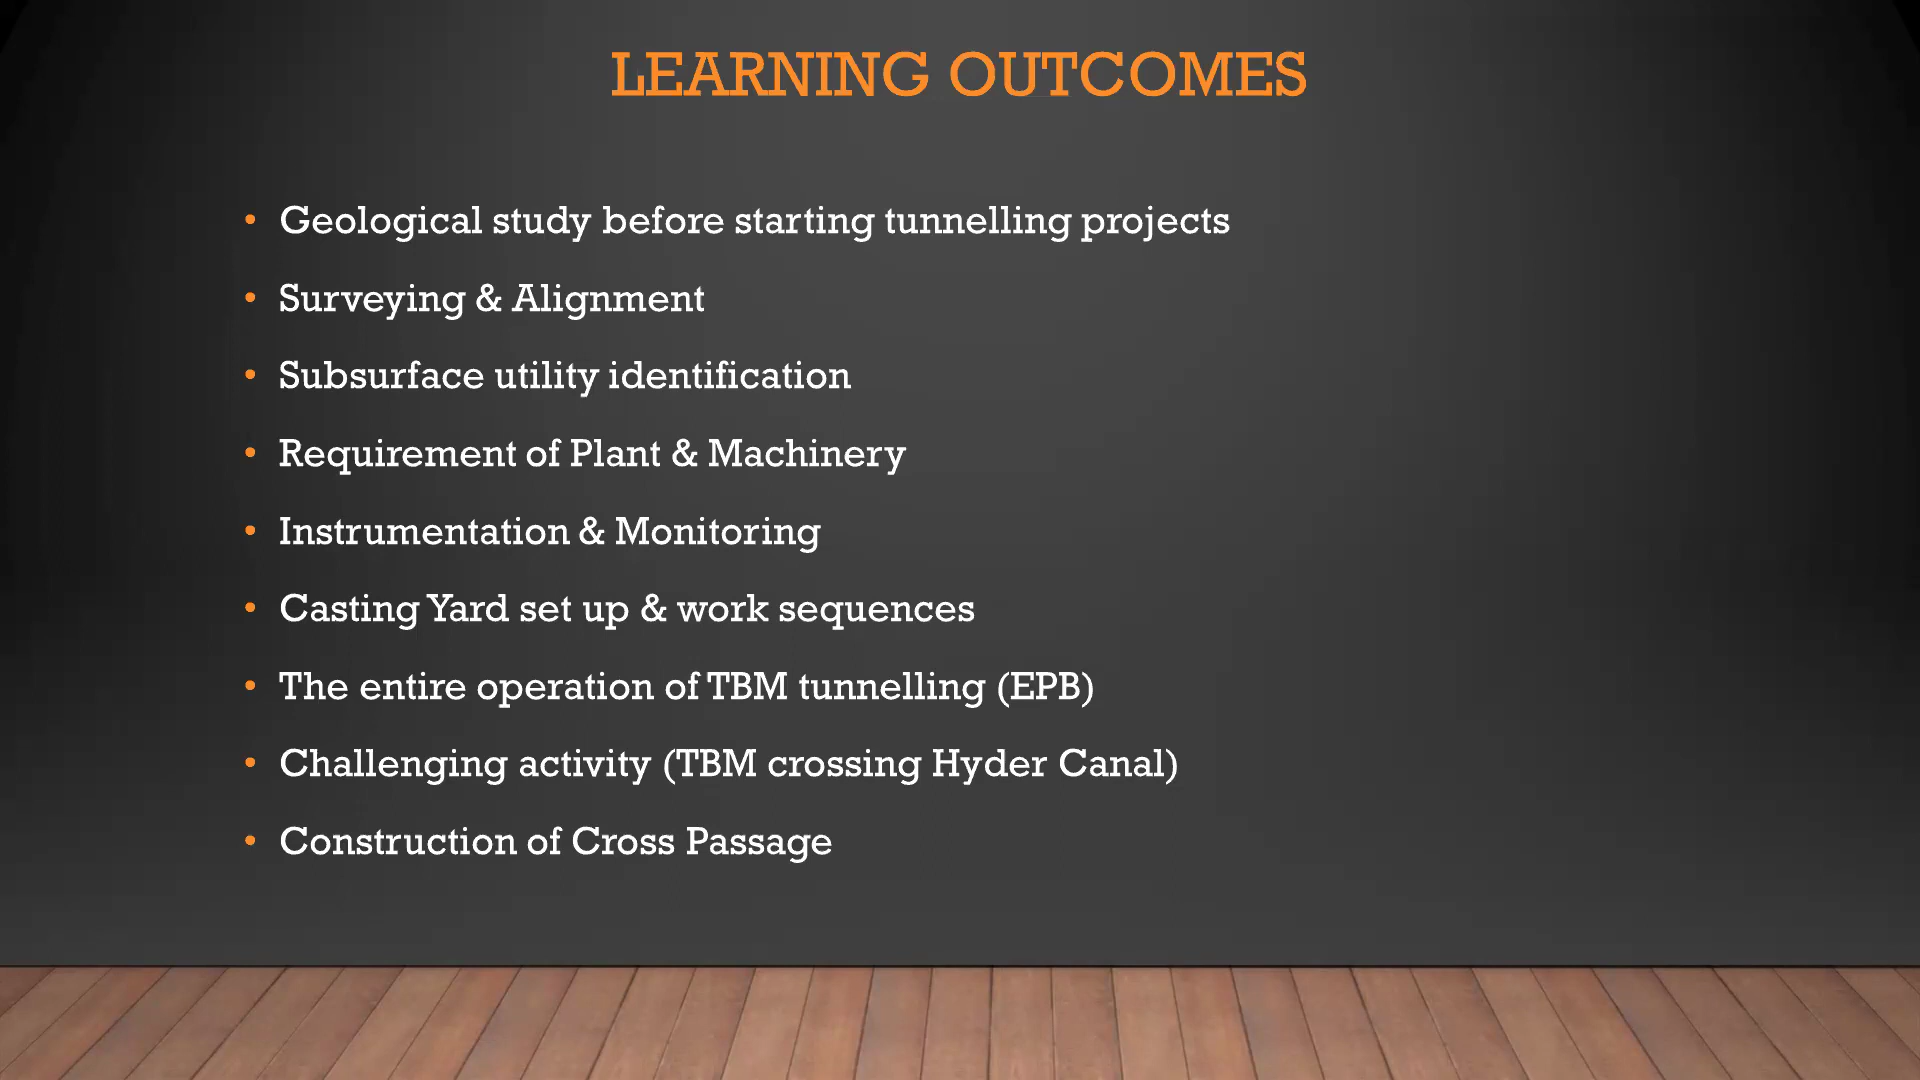 LEARNING OUTCOMES
• Geological study before starting tunnelling projects
• Surveying & Alignment
• Subsurface utility identification
• Requirement of Plant & Machinery
• Instrumentation & Monitoring
• Casting Yard set up & work sequences
• The entire operation of TBM tunnelling (EPB)
• Challenging activity (TBM crossing Hyder Canal)
• Construction of Cross Passage